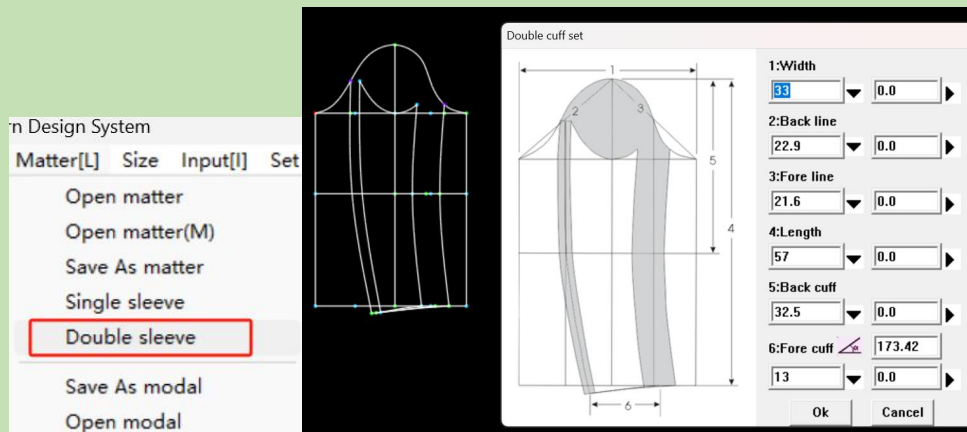 rn Design System
Matter[L] Size Input[I] Set
Open matter
Open matter(M)
Save As matter
Single sleeve
Double sleeve
Save As modal
Open modal
Double cuff set
1
2
3
5
4
6
1:Width
33 0.0
2:Back line
22.9 0.0
3:Fore line
21.6 0.0
4:Length
57 0.0
5:Back cuff
32.5 0.0
6:Fore cuff 173.42
13 0.0
Ok Cancel